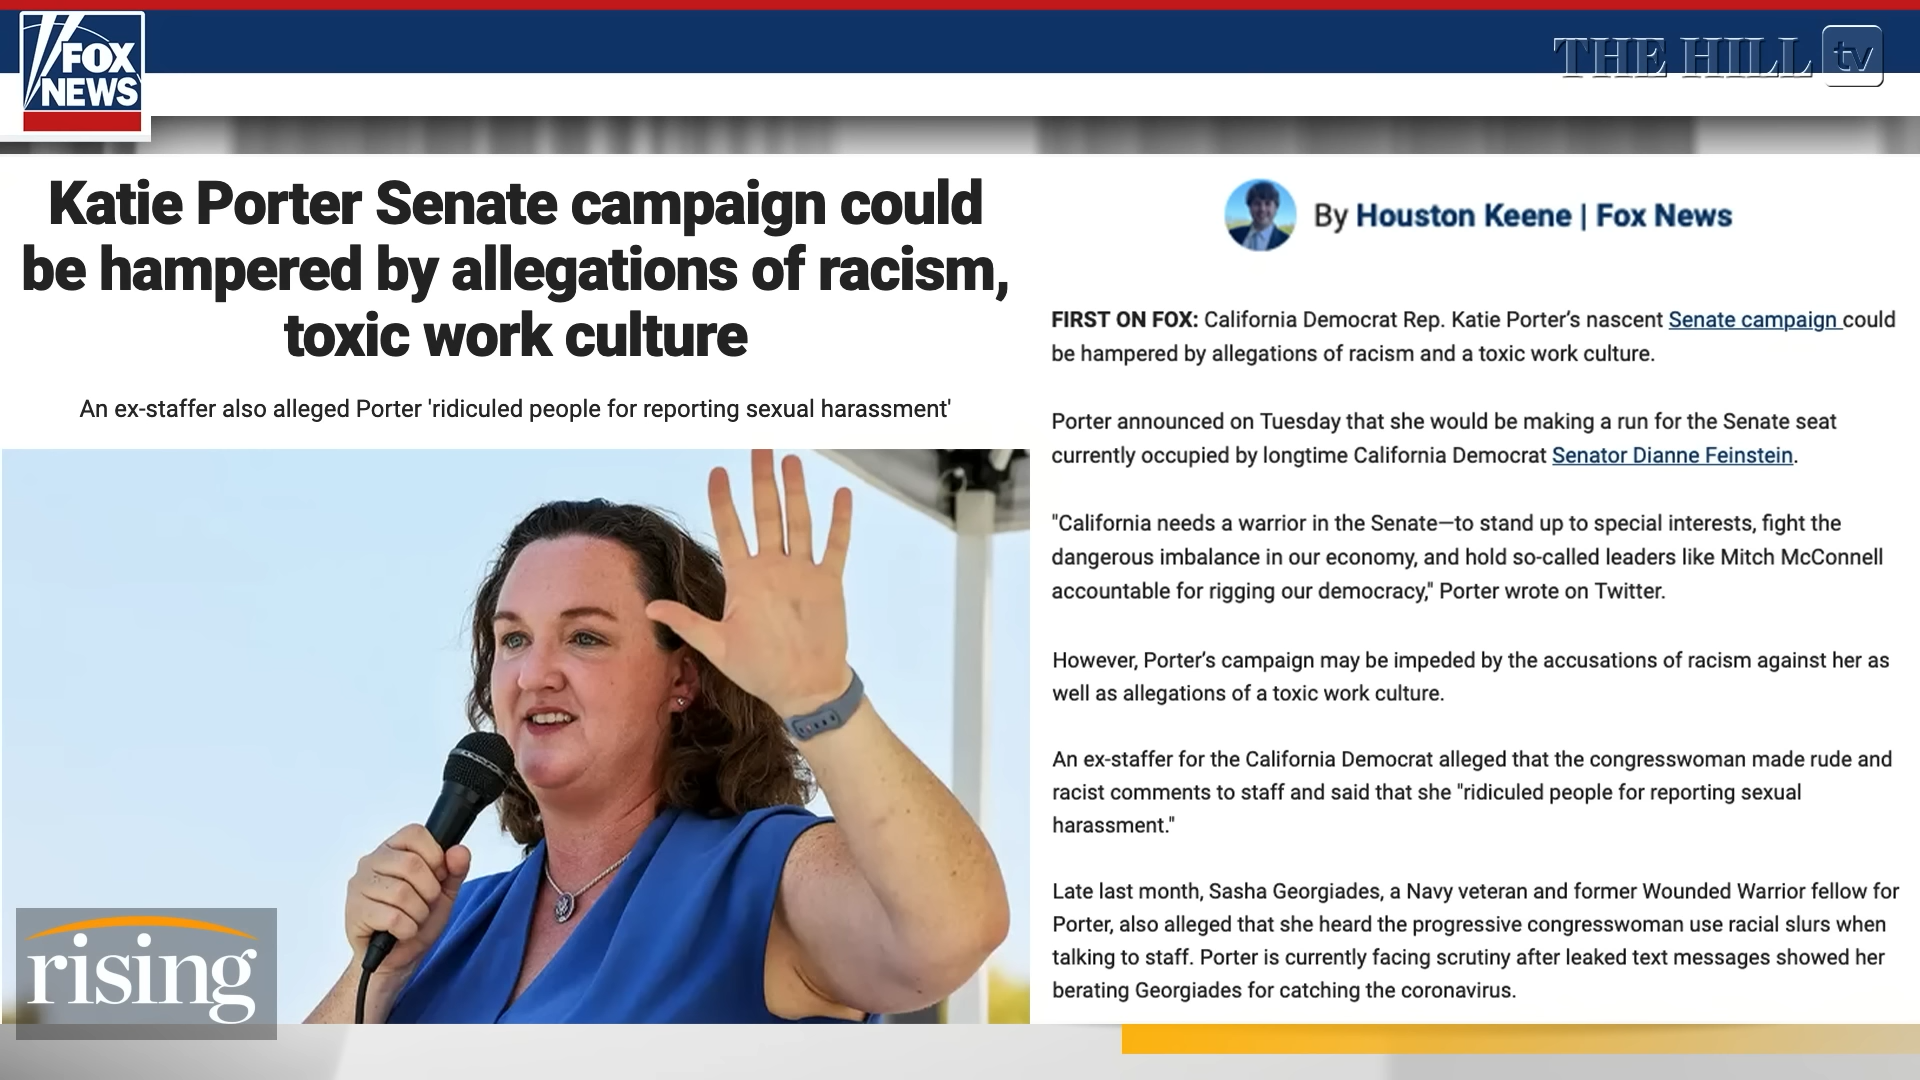 FOX
NEWS
THE HILL tv
Katie Porter Senate campaign could
be hampered by allegations of racism,
toxic work culture
An ex-staffer also alleged Porter 'ridiculed people for reporting sexual harassment'
rising
By Houston Keene | Fox News
FIRST ON FOX: California Democrat Rep. Katie Porter's nascent Senate campaign could
be hampered by allegations of racism and a toxic work culture.
Porter announced on Tuesday that she would be making a run for the Senate seat
currently occupied by longtime California Democrat Senator Dianne Feinstein.
"California needs a warrior in the Senate—to stand up to special interests, fight the
dangerous imbalance in our economy, and hold so-called leaders like Mitch McConnell
accountable for rigging our democracy," Porter wrote on Twitter.
However, Porter's campaign may be impeded by the accusations of racism against her as
well as allegations of a toxic work culture.
An ex-staffer for the California Democrat alleged that the congresswoman made rude and
racist comments to staff and said that she "ridiculed people for reporting sexual
harassment."
Late last month, Sasha Georgiades, a Navy veteran and former Wounded Warrior fellow for
Porter, also alleged that she heard the progressive congresswoman use racial slurs when
talking to staff. Porter is currently facing scrutiny after leaked text messages showed her
berating Georgiades for catching the coronavirus.